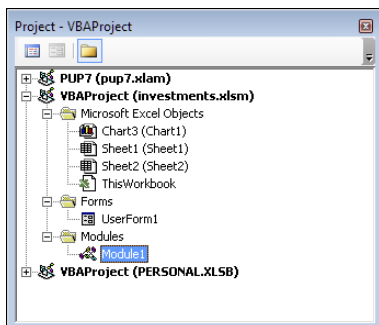 Project - VBAProject
PUP7 (pup7.xlam)
VBAProject (investments.xlsm)
Microsoft Excel Objects
Chart3 (Chart1)
Sheet1 (Sheet1)
Sheet2 (Sheet2)
ThisWorkbook
Forms
UserForm1
Modules
Module1
VBAProject (PERSONAL.XLSB)